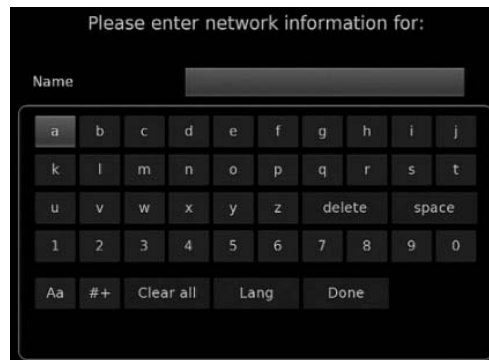 Please enter network information for:
Name
a b c d e f g h i j
k l m n o p q r s t
u v w x y z delete space
1 2 3 4 5 6 7 8 9 0
Aa #+ Clear all Lang Done